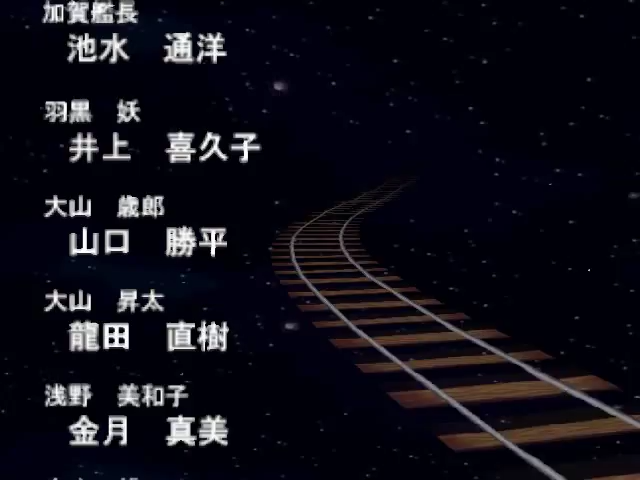 加賀艦長
池水　通洋
羽黒　妖
井上　喜久子
大山　歳郎
山口　勝平
大山　昇太
龍田　直樹
浅野　美和子
金月　真美